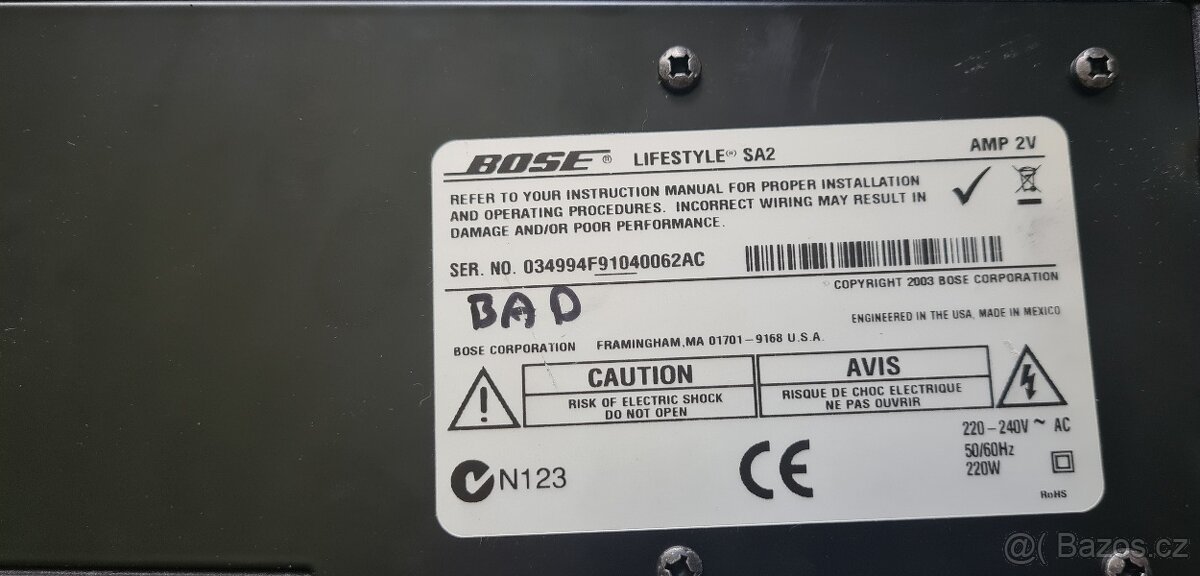 BOSE® LIFESTYLE® SA2
AMP 2V
REFER TO YOUR INSTRUCTION MANUAL FOR PROPER INSTALLATION
AND OPERATING PROCEDURES. INCORRECT WIRING MAY RESULT IN
DAMAGE AND/OR POOR PERFORMANCE.
SER. NO. 034994F91040062AC
COPYRIGHT 2003 BOSE CORPORATION
BAD
ENGINEERED IN THE USA, MADE IN MEXICO
BOSE CORPORATION FRAMINGHAM,MA 01701-9168 U.S.A.
CAUTION
RISK OF ELECTRIC SHOCK
DO NOT OPEN
AVIS
RISQUE DE CHOC ELECTRIQUE
NE PAS OUVRIR
220-240V ~ AC
50/60Hz
220W
N123
CE
RoHS
@( Bazos.cz